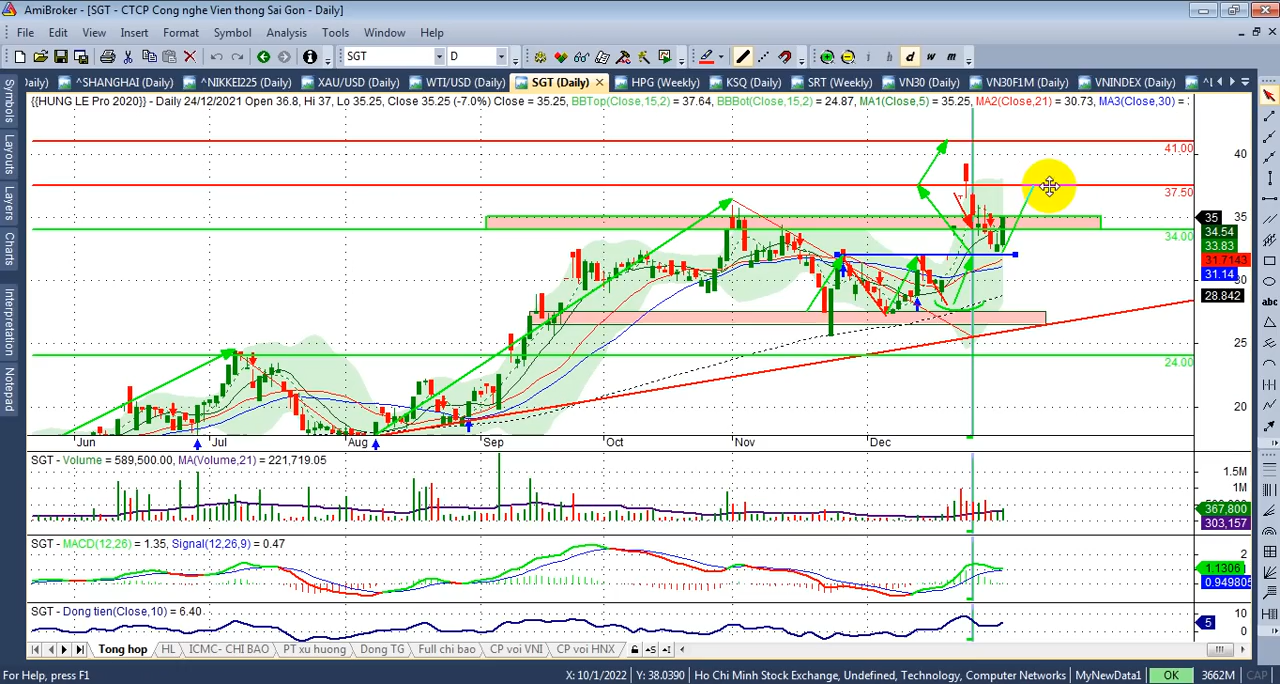 AmiBroker - [SGT - CTCP Cong nghe Vien thong Sai Gon - Daily]
File Edit View Insert Format Tools Symbol Analysis Window Help
SGT D i h d w m
aily) ^SHANGHAI (Daily) ^NIKKEI225 (Daily) XAU/USD (Daily) WTI/USD (Daily) SGT (Daily) HPG (Weekly) KSQ (Daily) SRT (Weekly) VN30 (Daily) VN30F1M (Daily) VNINDEX (Daily)
{{HUNG LE Pro 2020}} - Daily 24/12/2021 Open 36.8, Hi 37, Lo 35.25, Close 35.25 (-7.0%) Close = 35.25, BBTop(Close,15,2) = 37.64, BBBot(Close,15,2) = 24.87, MA1(Close,5) = 35.25, MA2(Close,21) = 30.73, MA3(Close,30) =
Symbols
Layouts
Layers
Charts
Interpretation
Notepad
41.00
40
37.50
35
35
34.54
34.00
33.83
31.7143
31.14
30
28.842
25
24.00
20
Jun Jul Aug Sep Oct Nov Dec
abc
SGT - Volume = 589,500.00, MA(Volume,21) = 221,719.05
1.5M
1M
367,800
303,157
SGT - MACD(12,26) = 1.35, Signal(12,26,9) = 0.47
2
1.1306
0.949805
SGT - Dong tien(Close,10) = 6.40
10
5
0
Tong hop HL ICMC- CHI BAO PT xu huong Dong TG Full chi bao CP voi VNI CP voi HNX
For Help, press F1 X: 10/1/2022 Y: 38.0390 Ho Chi Minh Stock Exchange, Undefined, Technology, Computer Networks MyNewData1 OK 3662M CAP